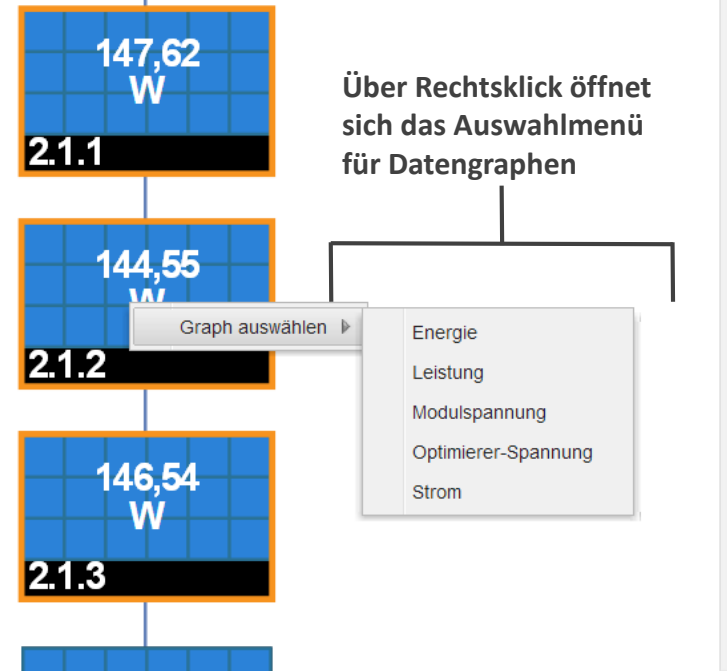 147,62
W
2.1.1
Über Rechtsklick öffnet
sich das Auswahlmenü
für Datengraphen
144,55
W
2.1.2
Graph auswählen
Energie
Leistung
Modulspannung
Optimierer-Spannung
Strom
146,54
W
2.1.3